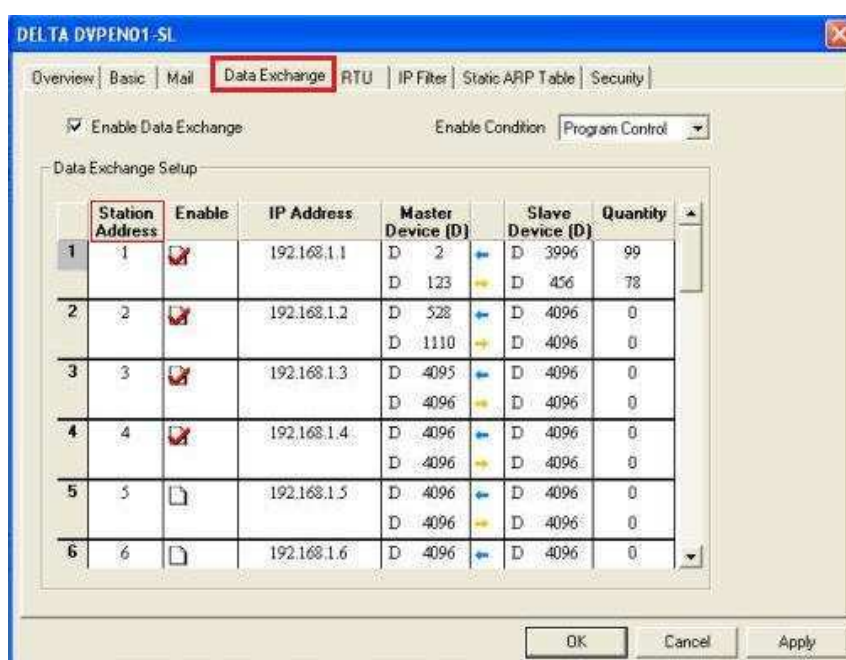 DELTA DVPEN01-SL
Overview Basic Mail Data Exchange RTU IP Filter Static ARP Table Security
Enable Data Exchange Enable Condition Program Control
Data Exchange Setup
Station Address Enable IP Address Master Device (D) Slave Device (D) Quantity
1 1 192.168.1.1 D 2 D 3996 99
D 123 D 456 78
2 2 192.168.1.2 D 528 D 4096 0
D 1110 D 4096 0
3 3 192.168.1.3 D 4095 D 4096 0
D 4096 D 4096 0
4 4 192.168.1.4 D 4096 D 4096 0
D 4096 D 4096 0
5 5 192.168.1.5 D 4096 D 4096 0
D 4096 D 4096 0
6 6 192.168.1.6 D 4096 D 4096 0
OK Cancel Apply